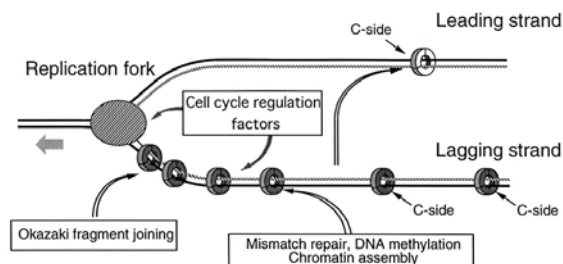 Leading strand
C-side
Replication fork
Cell cycle regulation
factors
Lagging strand
C-side
C-side
Okazaki fragment joining
Mismatch repair, DNA methylation
Chromatin assembly